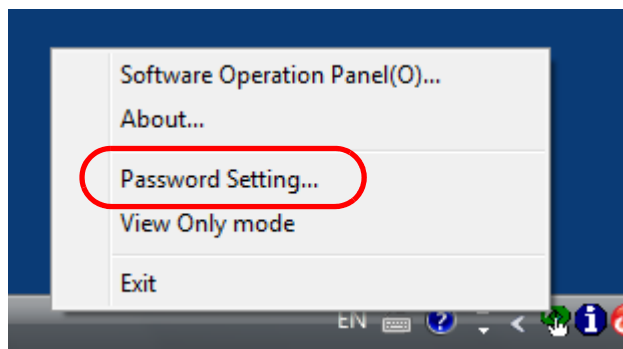 Software Operation Panel(O)...
About...
Password Setting...
View Only mode
Exit
EN ? < i